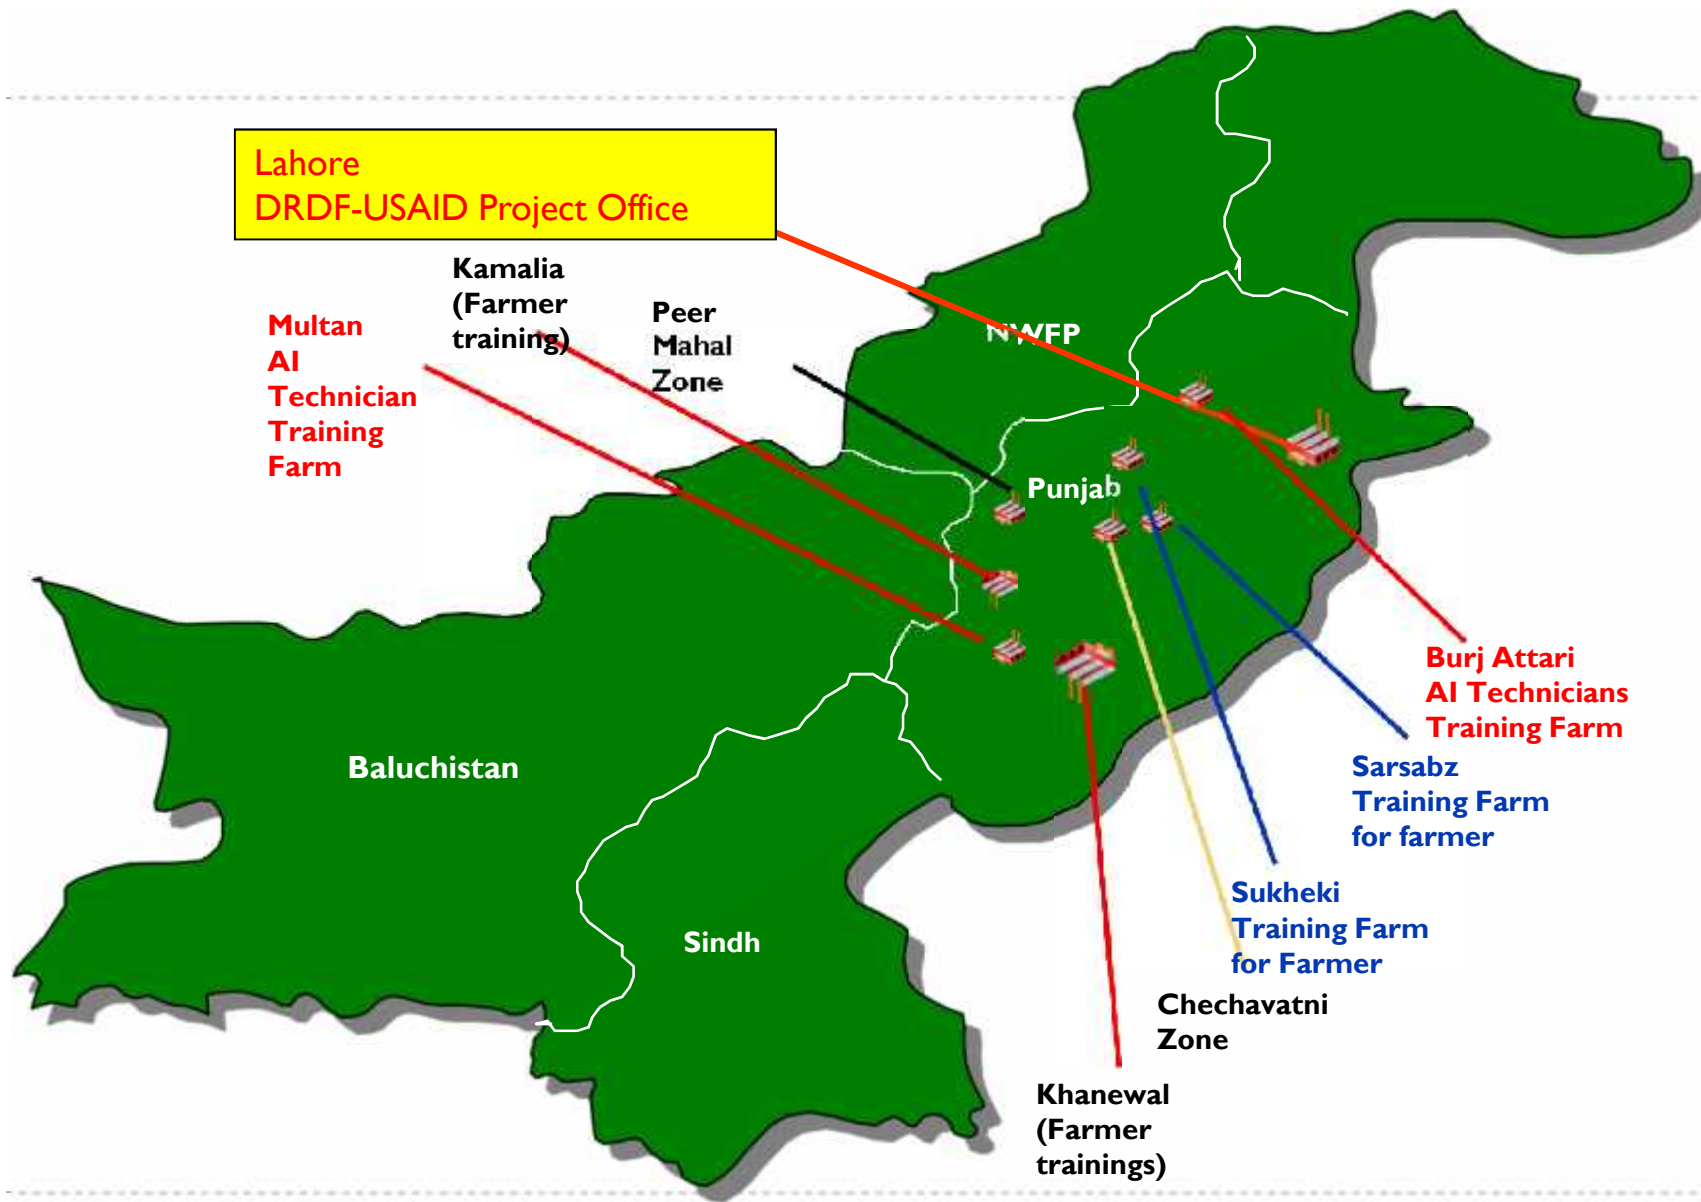 Lahore
DRDF-USAID Project Office
Kamalia
(Farmer
training)
Peer
Mahal
Zone
Multan
AI
Technician
Training
Farm
NWFP
Punjab
Baluchistan
Sindh
Burj Attari
AI Technicians
Training Farm
Sarsabz
Training Farm
for farmer
Sukheki
Training Farm
for Farmer
Chechavatni
Zone
Khanewal
(Farmer
trainings)